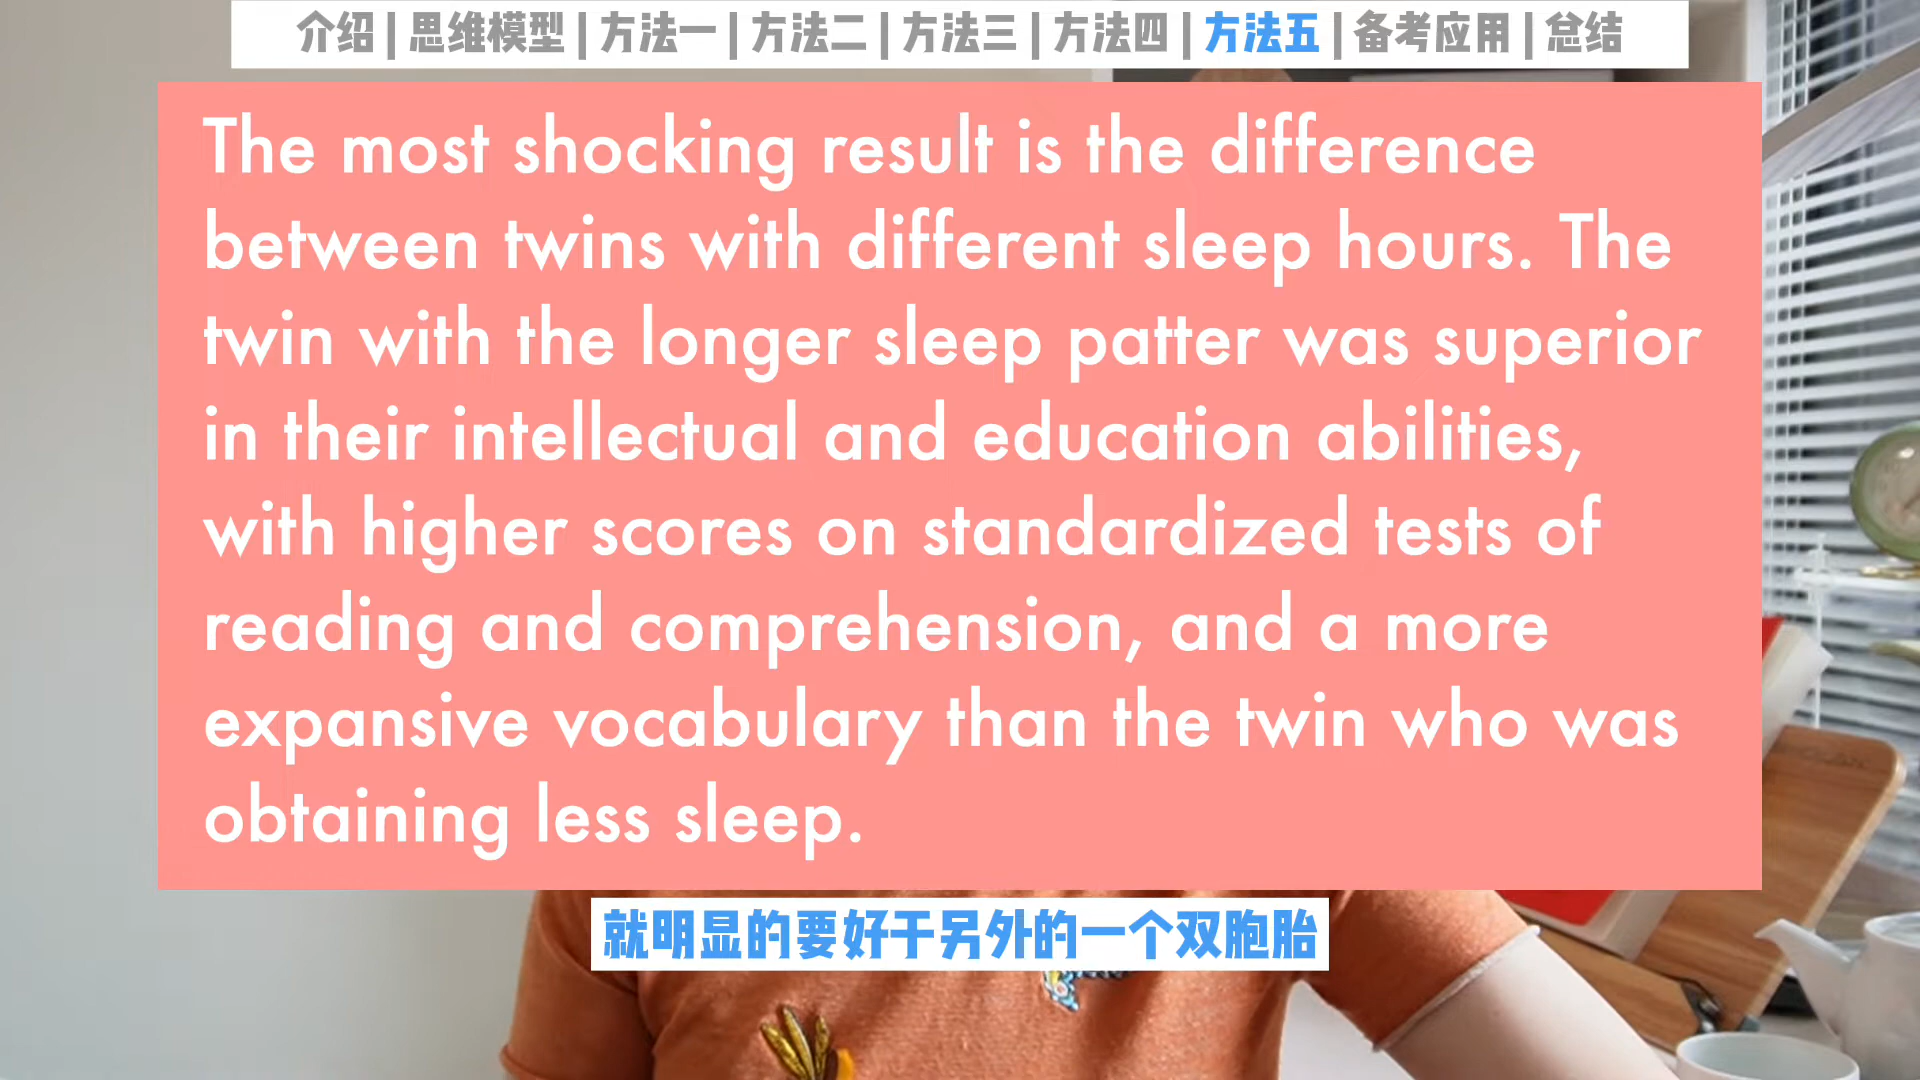 介绍 | 思维模型 | 方法一 | 方法二 | 方法三 | 方法四 | 方法五 | 备考应用 | 总结
The most shocking result is the difference
between twins with different sleep hours. The
twin with the longer sleep patter was superior
in their intellectual and education abilities,
with higher scores on standardized tests of
reading and comprehension, and a more
expansive vocabulary than the twin who was
obtaining less sleep.
就明显的要好于另外的一个双胞胎